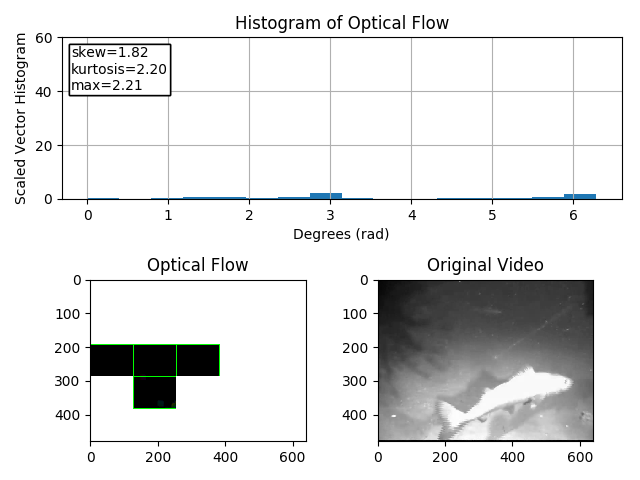 Histogram of Optical Flow
Scaled Vector Histogram
60
40
20
0
skew=1.82
kurtosis=2.20
max=2.21
0 1 2 3 4 5 6
Degrees (rad)
Optical Flow
0
100
200
300
400
0 200 400 600
Original Video
0
100
200
300
400
0 200 400 600